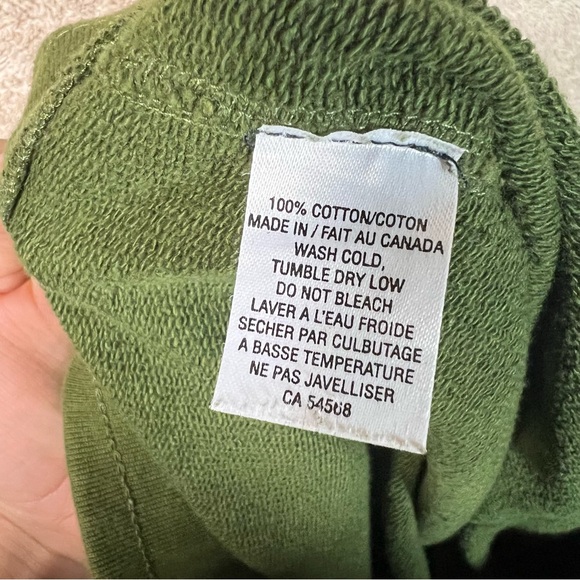 100% COTTON/COTON
MADE IN / FAIT AU CANADA
WASH COLD,
TUMBLE DRY LOW
DO NOT BLEACH
LAVER A L'EAU FROIDE
SECHER PAR CULBUTAGE
A BASSE TEMPERATURE
NE PAS JAVELLISER
CA 54568